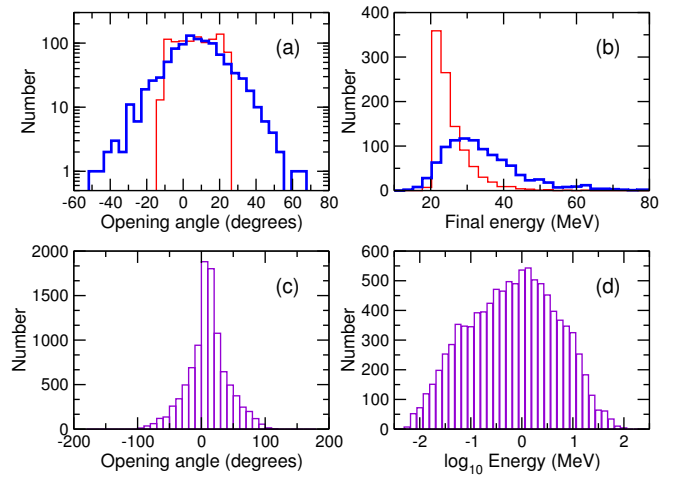 100
10
1
Number
(a)
-60 -40 -20 0 20 40 60 80
Opening angle (degrees)
400
300
200
100
0
Number
(b)
20 40 60 80
Final energy (MeV)
2000
1500
1000
500
0
Number
(c)
-200 -100 0 100 200
Opening angle (degrees)
600
500
400
300
200
100
0
Number
(d)
-2 -1 0 1 2
log10 Energy (MeV)